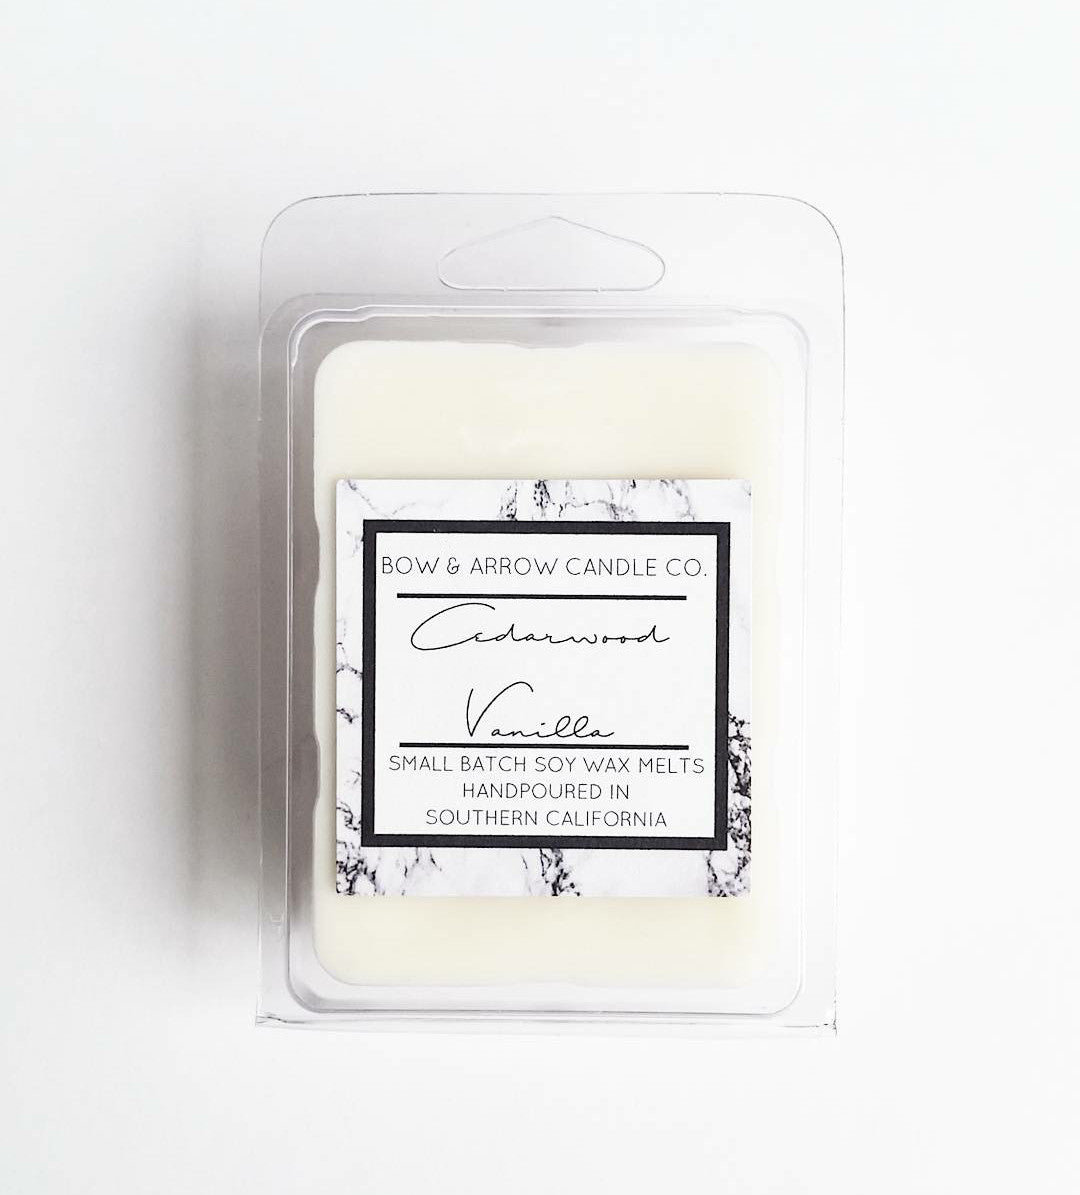 BOW & ARROW CANDLE CO.
Cedarwood
Vanilla
SMALL BATCH SOY WAX MELTS
HANDPOURED IN
SOUTHERN CALIFORNIA